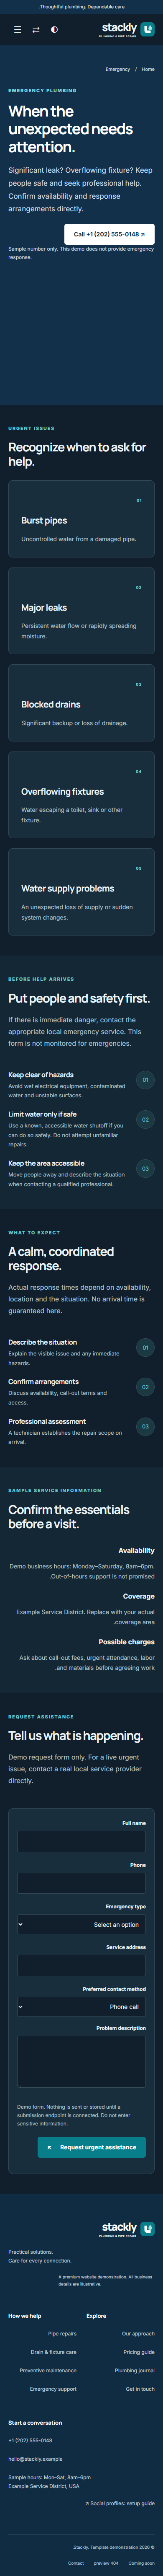 Thoughtful plumbing. Dependable care.
stackly
PLUMBING & PIPE REPAIR
Emergency / Home
EMERGENCY PLUMBING
When the
unexpected needs
attention.
Significant leak? Overflowing fixture? Keep
people safe and seek professional help.
Confirm availability and response
arrangements directly.
Call +1 (202) 555-0148
Sample number only. This demo does not provide emergency
response.
URGENT ISSUES
Recognize when to ask for
help.
01
Burst pipes
Uncontrolled water from a damaged pipe.
02
Major leaks
Persistent water flow or rapidly spreading
moisture.
03
Blocked drains
Significant backup or loss of drainage.
04
Overflowing fixtures
Water escaping a toilet, sink or other
fixture.
05
Water supply problems
An unexpected loss of supply or sudden
system changes.
BEFORE HELP ARRIVES
Put people and safety first.
If there is immediate danger, contact the
appropriate local emergency service. This
form is not monitored for emergencies.
Keep clear of hazards
01
Avoid wet electrical equipment, contaminated
water and unstable surfaces.
Limit water only if safe
02
Use a known, accessible water shutoff if you
can do so safely. Do not attempt unfamiliar
repairs.
Keep the area accessible
03
Move people away and describe the situation
when contacting a qualified professional.
WHAT TO EXPECT
A calm, coordinated
response.
Actual response times depend on availability,
location and the situation. No arrival time is
guaranteed here.
Describe the situation
01
Explain the visible issue and any immediate
hazards.
Confirm arrangements
02
Discuss availability, call-out terms and
access.
Professional assessment
03
A technician establishes the repair scope on
arrival.
SAMPLE SERVICE INFORMATION
Confirm the essentials
before a visit.
Availability
Demo business hours: Monday–Saturday, 8am–6pm.
Out-of-hours support is not promised.
Coverage
Example Service District. Replace with your actual
coverage area.
Possible charges
Ask about call-out fees, urgent attendance, labor
and materials before agreeing work.
REQUEST ASSISTANCE
Tell us what is happening.
Demo request form only. For a live urgent
issue, contact a real local service provider
directly.
Full name
Phone
Emergency type
Select an option
Service address
Preferred contact method
Phone call
Problem description
Demo form. Nothing is sent or stored until a
submission endpoint is connected. Do not enter
sensitive information.
Request urgent assistance
stackly
PLUMBING & PIPE REPAIR
Practical solutions.
Care for every connection.
A premium website demonstration. All business
details are illustrative.
How we help
Explore
Pipe repairs
Our approach
Drain & fixture care
Pricing guide
Preventive maintenance
Plumbing journal
Emergency support
Get in touch
Start a conversation
+1 (202) 555-0148
hello@stackly.example
Sample hours: Mon–Sat, 8am–6pm
Example Service District, USA
Social profiles: setup guide
© 2026 Stackly. Template demonstration.
Contact
preview 404
Coming soon